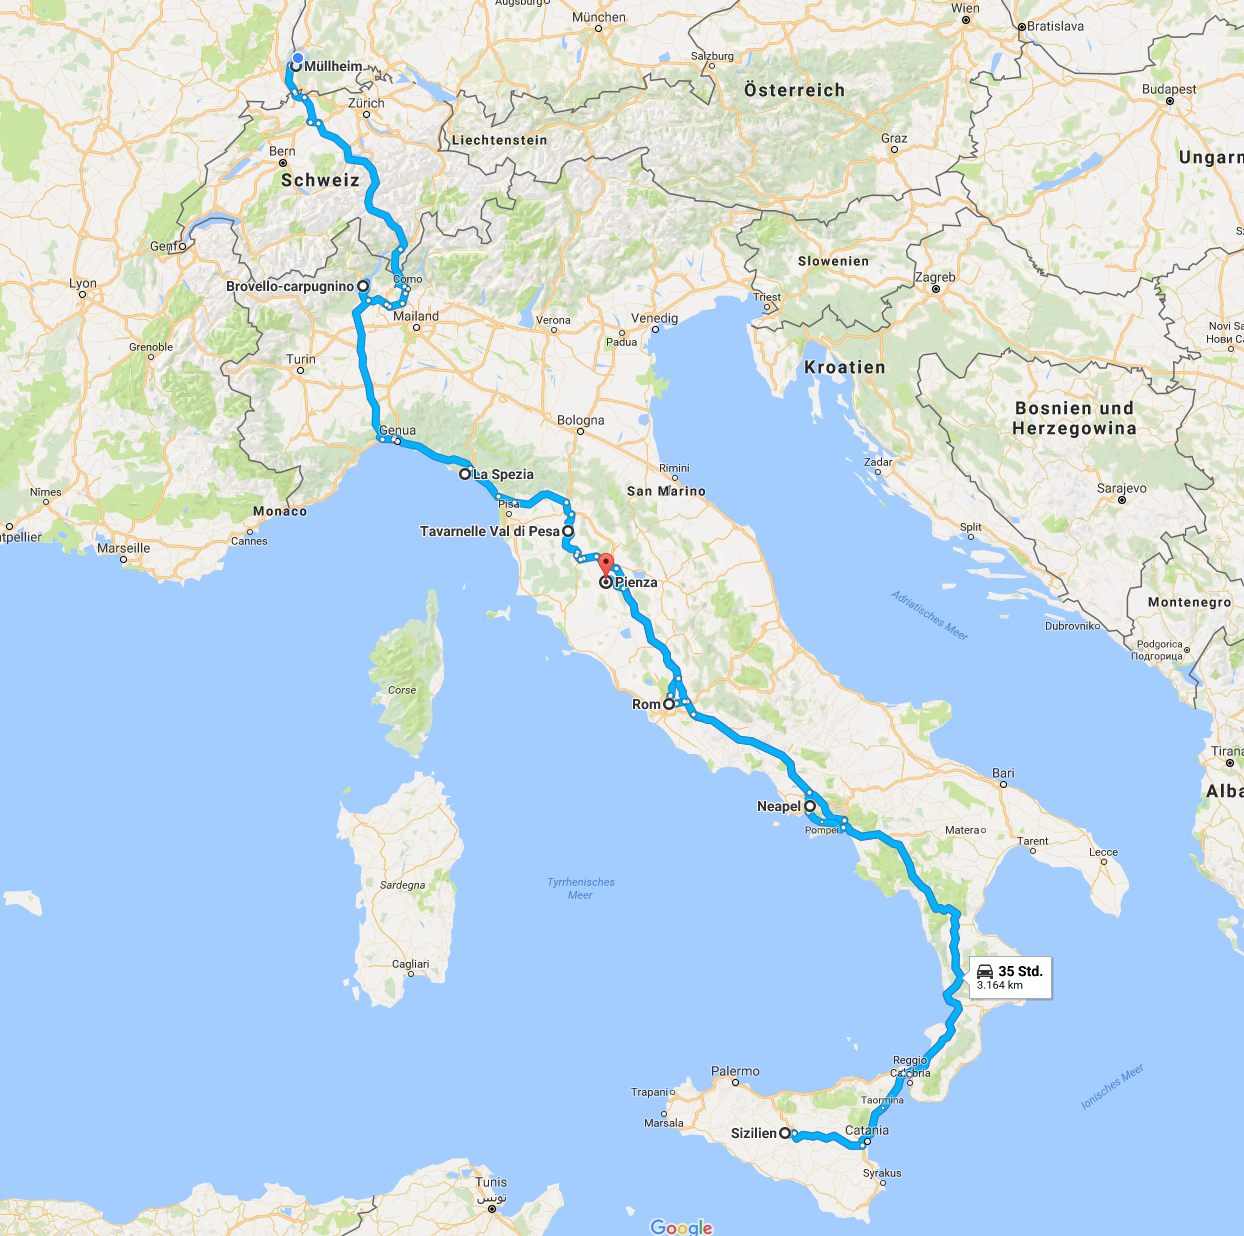 Augsburg
München
Wien
Bratislava
Salzburg
Müllheim
Österreich
Budapest
Zürich
Liechtenstein
Graz
Bern
Ungarn
Schweiz
Genf
Slowenien
Zagreb
Lyon
Brovello-carpugnino
Como
Triest
Mailand
Verona
Venedig
Padua
Novi Sa
Нови С
Grenoble
Turin
Kroatien
Bosnien und
Herzegowina
Bologna
Genua
Zadar
Rimini
La Spezia
San Marino
Sarajevo
Nîmes
Pisa
Monaco
Split
tpellier
Tavarnelle Val di Pesa
Cannes
Marseille
Pienza
Adriatisches Meer
Montenegro
Dubrovnik
Podgorica
Подгорица
Corse
Rom
Tirana
Bari
Alba
Neapel
Pompei
Matera
Tarent
Lecce
Tyrrhenisches
Meer
Sardegna
Cagliari
35 Std.
3.164 km
Reggio
Calabria
Palermo
Ionisches Meer
Trapani
Taormina
Marsala
Sizilien
Catania
Syrakus
Tunis
تونس
Google